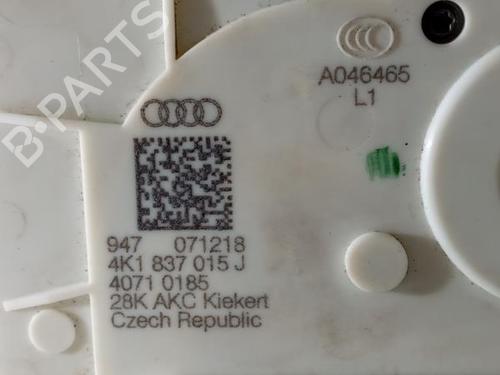 B-PARTS
A046465
L1
947 071218
4K1 837 015 J
4071 0185
28K AKC Kiekert
Czech Republic